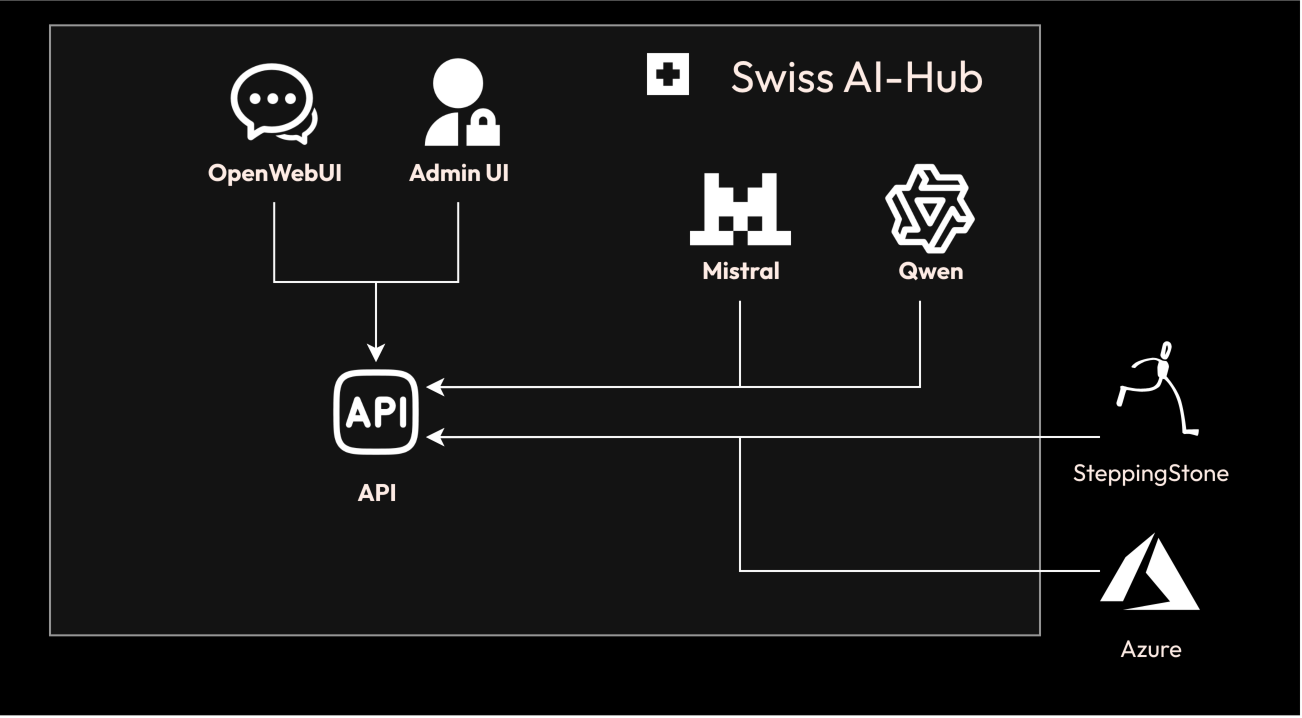 Swiss AI-Hub
OpenWebUI
Admin UI
Mistral
Qwen
API
API
SteppingStone
Azure